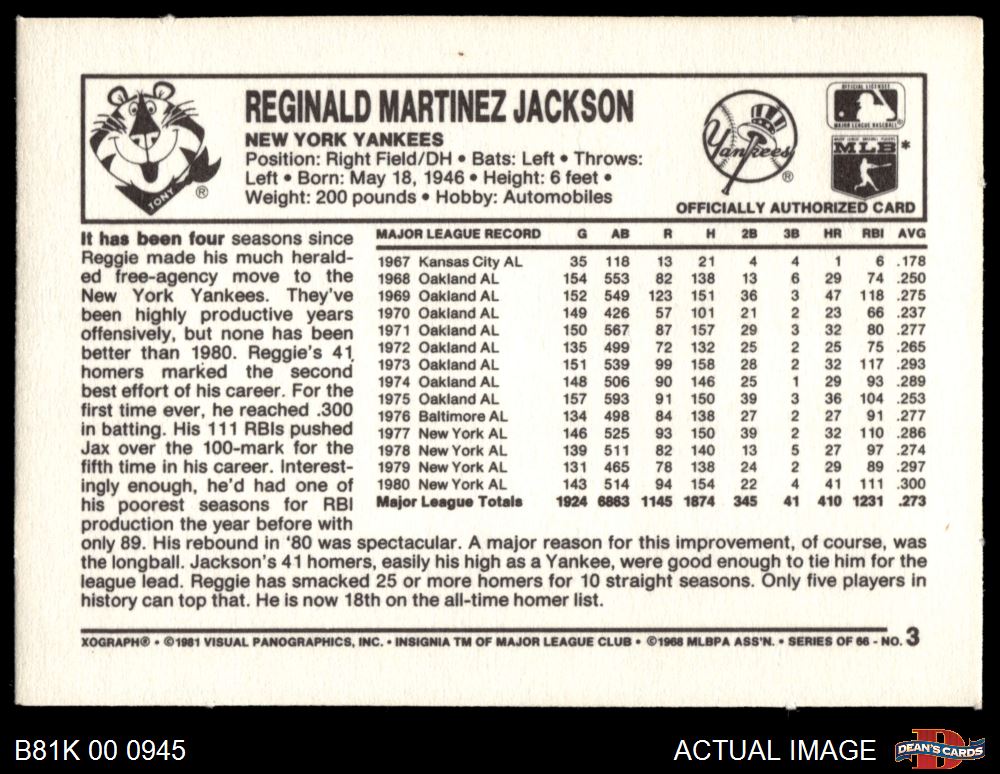 REGINALD MARTINEZ JACKSON
NEW YORK YANKEES
Position: Right Field/DH • Bats: Left • Throws:
Left • Born: May 18, 1946 • Height: 6 feet •
Weight: 200 pounds • Hobby: Automobiles
TONY
®
Yankees
®
OFFICIAL LICENSEE
MAJOR LEAGUE BASEBALL®
MLB *
OFFICIALLY AUTHORIZED CARD
It has been four seasons since
Reggie made his much herald-
ed free-agency move to the
New York Yankees. They've
been highly productive years
offensively, but none has been
better than 1980. Reggie's 41
homers marked the second
best effort of his career. For the
first time ever, he reached .300
in batting. His 111 RBIs pushed
Jax over the 100-mark for the
fifth time in his career. Interest-
ingly enough, he'd had one of
his poorest seasons for RBI
production the year before with
only 89. His rebound in '80 was spectacular. A major reason for this improvement, of course, was
the longball. Jackson's 41 homers, easily his high as a Yankee, were good enough to tie him for the
league lead. Reggie has smacked 25 or more homers for 10 straight seasons. Only five players in
history can top that. He is now 18th on the all-time homer list.
MAJOR LEAGUE RECORD G AB R H 2B 3B HR RBI AVG
1967 Kansas City AL 35 118 13 21 4 4 1 6 .178
1968 Oakland AL 154 553 82 138 13 6 29 74 .250
1969 Oakland AL 152 549 123 151 36 3 47 118 .275
1970 Oakland AL 149 426 57 101 21 2 23 66 .237
1971 Oakland AL 150 567 87 157 29 3 32 80 .277
1972 Oakland AL 135 499 72 132 25 2 25 75 .265
1973 Oakland AL 151 539 99 158 28 2 32 117 .293
1974 Oakland AL 148 506 90 146 25 1 29 93 .289
1975 Oakland AL 157 593 91 150 39 3 36 104 .253
1976 Baltimore AL 134 498 84 138 27 2 27 91 .277
1977 New York AL 146 525 93 150 39 2 32 110 .286
1978 New York AL 139 511 82 140 13 5 27 97 .274
1979 New York AL 131 465 78 138 24 2 29 89 .297
1980 New York AL 143 514 94 154 22 4 41 111 .300
Major League Totals 1924 6863 1145 1874 345 41 410 1231 .273
XOGRAPH® • ©1981 VISUAL PANOGRAPHICS, INC. • INSIGNIA TM OF MAJOR LEAGUE CLUB • ©1968 MLBPA ASS'N. • SERIES OF 66 - NO. 3
B81K 00 0945
ACTUAL IMAGE
DEAN'S CARDS